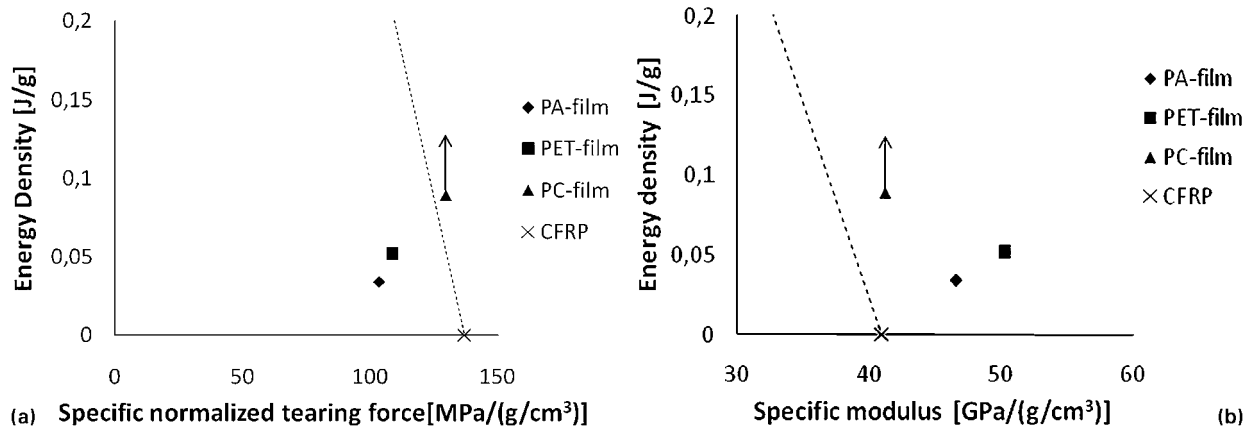 0,2
0,15
0,1
0,05
0
Energy Density [J/g]
0 50 100 150
(a) Specific normalized tearing force[MPa/(g/cm³)]
PA-film
PET-film
PC-film
CFRP
0,2
0,15
0,1
0,05
0
Energy density [J/g]
30 40 50 60
Specific modulus [GPa/(g/cm³)] (b)
PA-film
PET-film
PC-film
CFRP